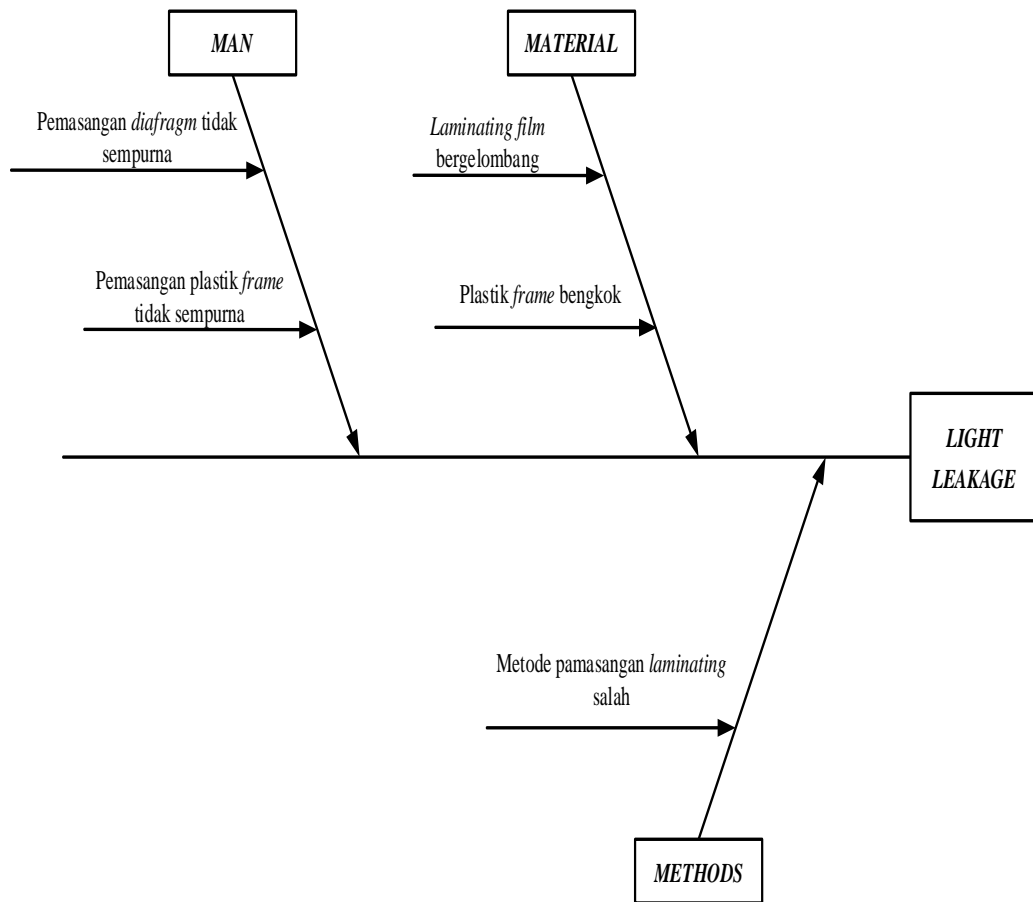 MAN
MATERIAL
Pemasangan diafragm tidak
sempurna
Laminating film
bergelombang
Pemasangan plastik frame
tidak sempurna
Plastik frame bengkok
LIGHT
LEAKAGE
Metode pamasangan laminating
salah
METHODS